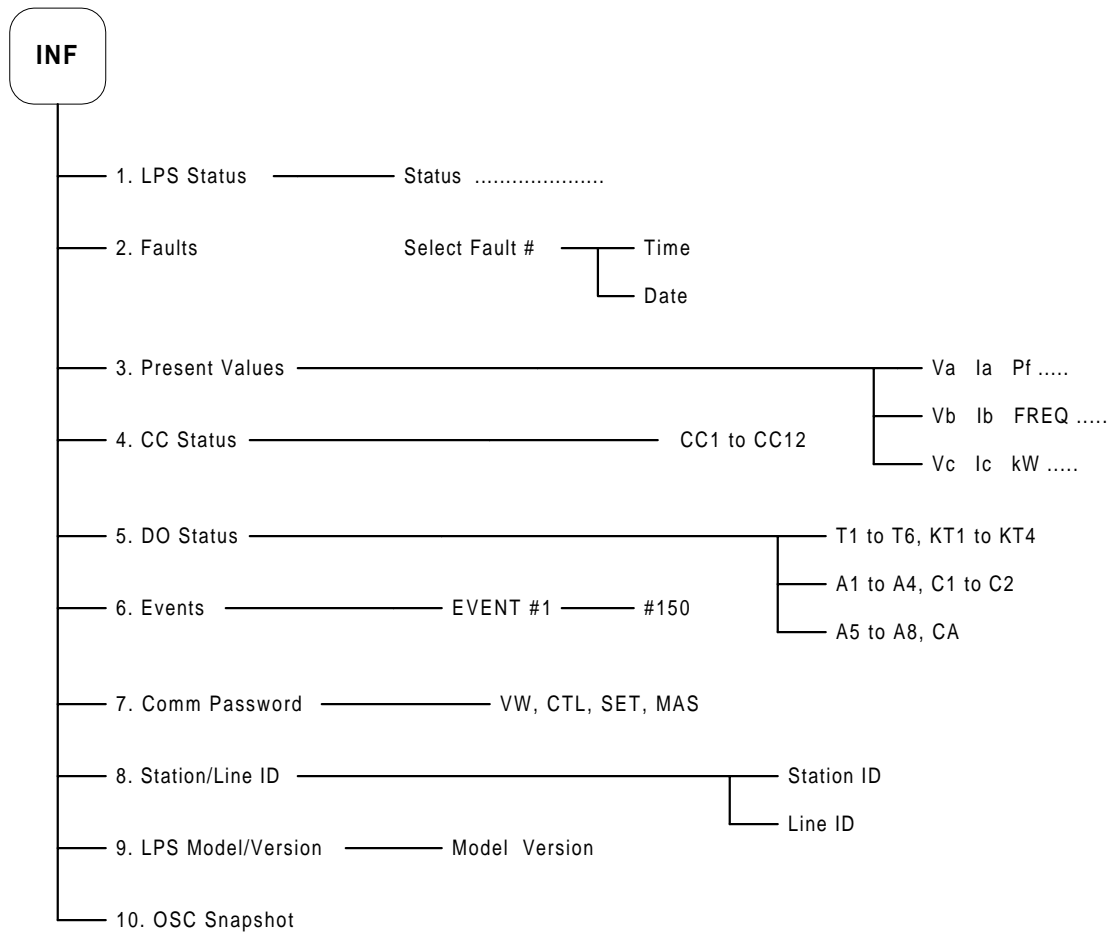 INF
1. LPS Status Status .....................
2. Faults Select Fault # Time
Date
3. Present Values Va Ia Pf .....
Vb Ib FREQ .....
4. CC Status CC1 to CC12
Vc Ic kW .....
5. DO Status T1 to T6, KT1 to KT4
A1 to A4, C1 to C2
6. Events EVENT #1 #150
A5 to A8, CA
7. Comm Password VW, CTL, SET, MAS
8. Station/Line ID Station ID
Line ID
9. LPS Model/Version Model Version
10. OSC Snapshot